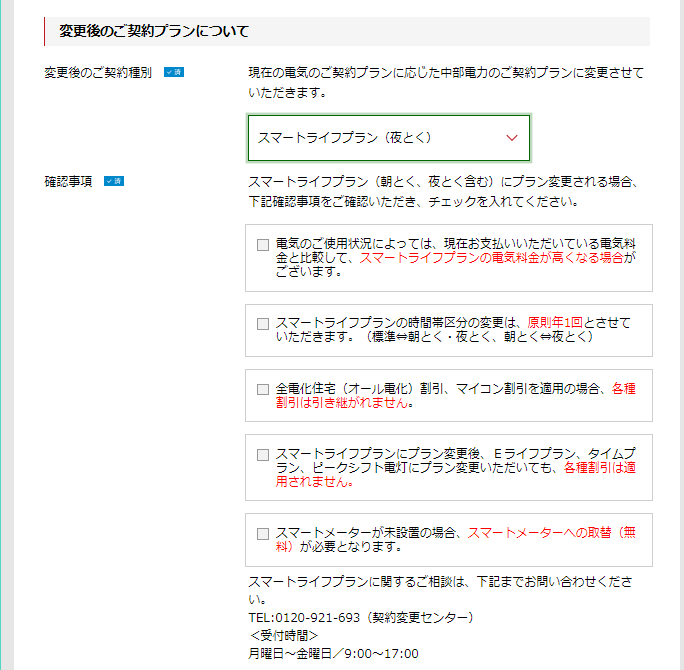 変更後のご契約プランについて
変更後のご契約種別 ✓ 済
現在の電気のご契約プランに応じた中部電力のご契約プランに変更させて
いただきます。
スマートライフプラン（夜とく）
確認事項 ✓ 済
スマートライフプラン（朝とく、夜とく含む）にプラン変更される場合、
下記確認事項をご確認いただき、チェックを入れてください。
電気のご使用状況によっては、現在お支払いいただいている電気料
金と比較して、スマートライフプランの電気料金が高くなる場合が
ございます。
スマートライフプランの時間帯区分の変更は、原則年1回とさせて
いただきます。（標準⇔朝とく・夜とく、朝とく⇔夜とく）
全電化住宅（オール電化）割引、マイコン割引を適用の場合、各種
割引は引き継がれません。
スマートライフプランにプラン変更後、Ｅライフプラン、タイムプ
ラン、ピークシフト電灯にプラン変更いただいても、各種割引は適
用されません。
スマートメーターが未設置の場合、スマートメーターへの取替（無
料）が必要となります。
スマートライフプランに関するご相談は、下記までお問い合わせくださ
い。
TEL:0120-921-693（契約変更センター）
＜受付時間＞
月曜日～金曜日／9:00～17:00